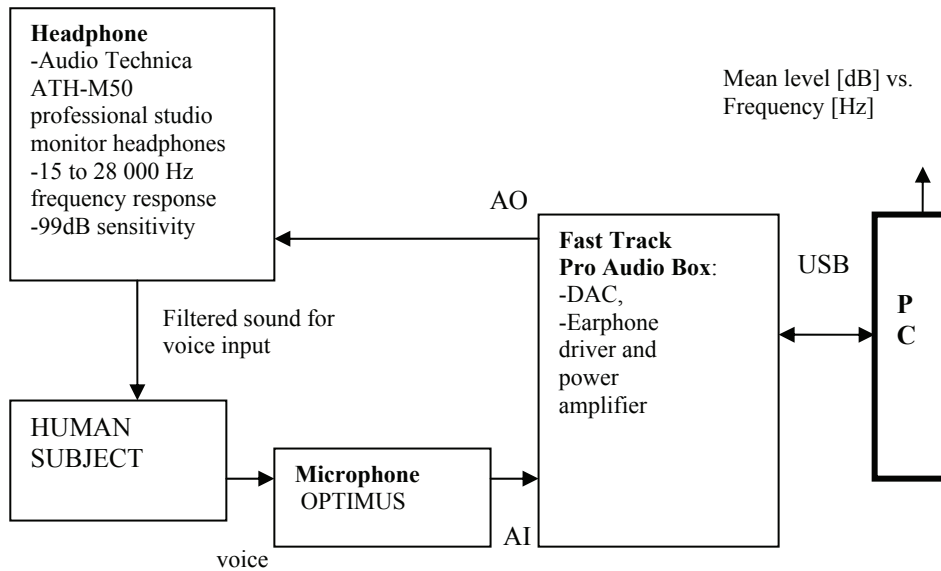 Headphone
-Audio Technica
ATH-M50
professional studio
monitor headphones
-15 to 28 000 Hz
frequency response
-99dB sensitivity
Mean level [dB] vs.
Frequency [Hz]
AO
Fast Track
Pro Audio Box:
-DAC,
-Earphone
driver and
power
amplifier
USB
P
C
Filtered sound for
voice input
HUMAN
SUBJECT
Microphone
OPTIMUS
AI
voice